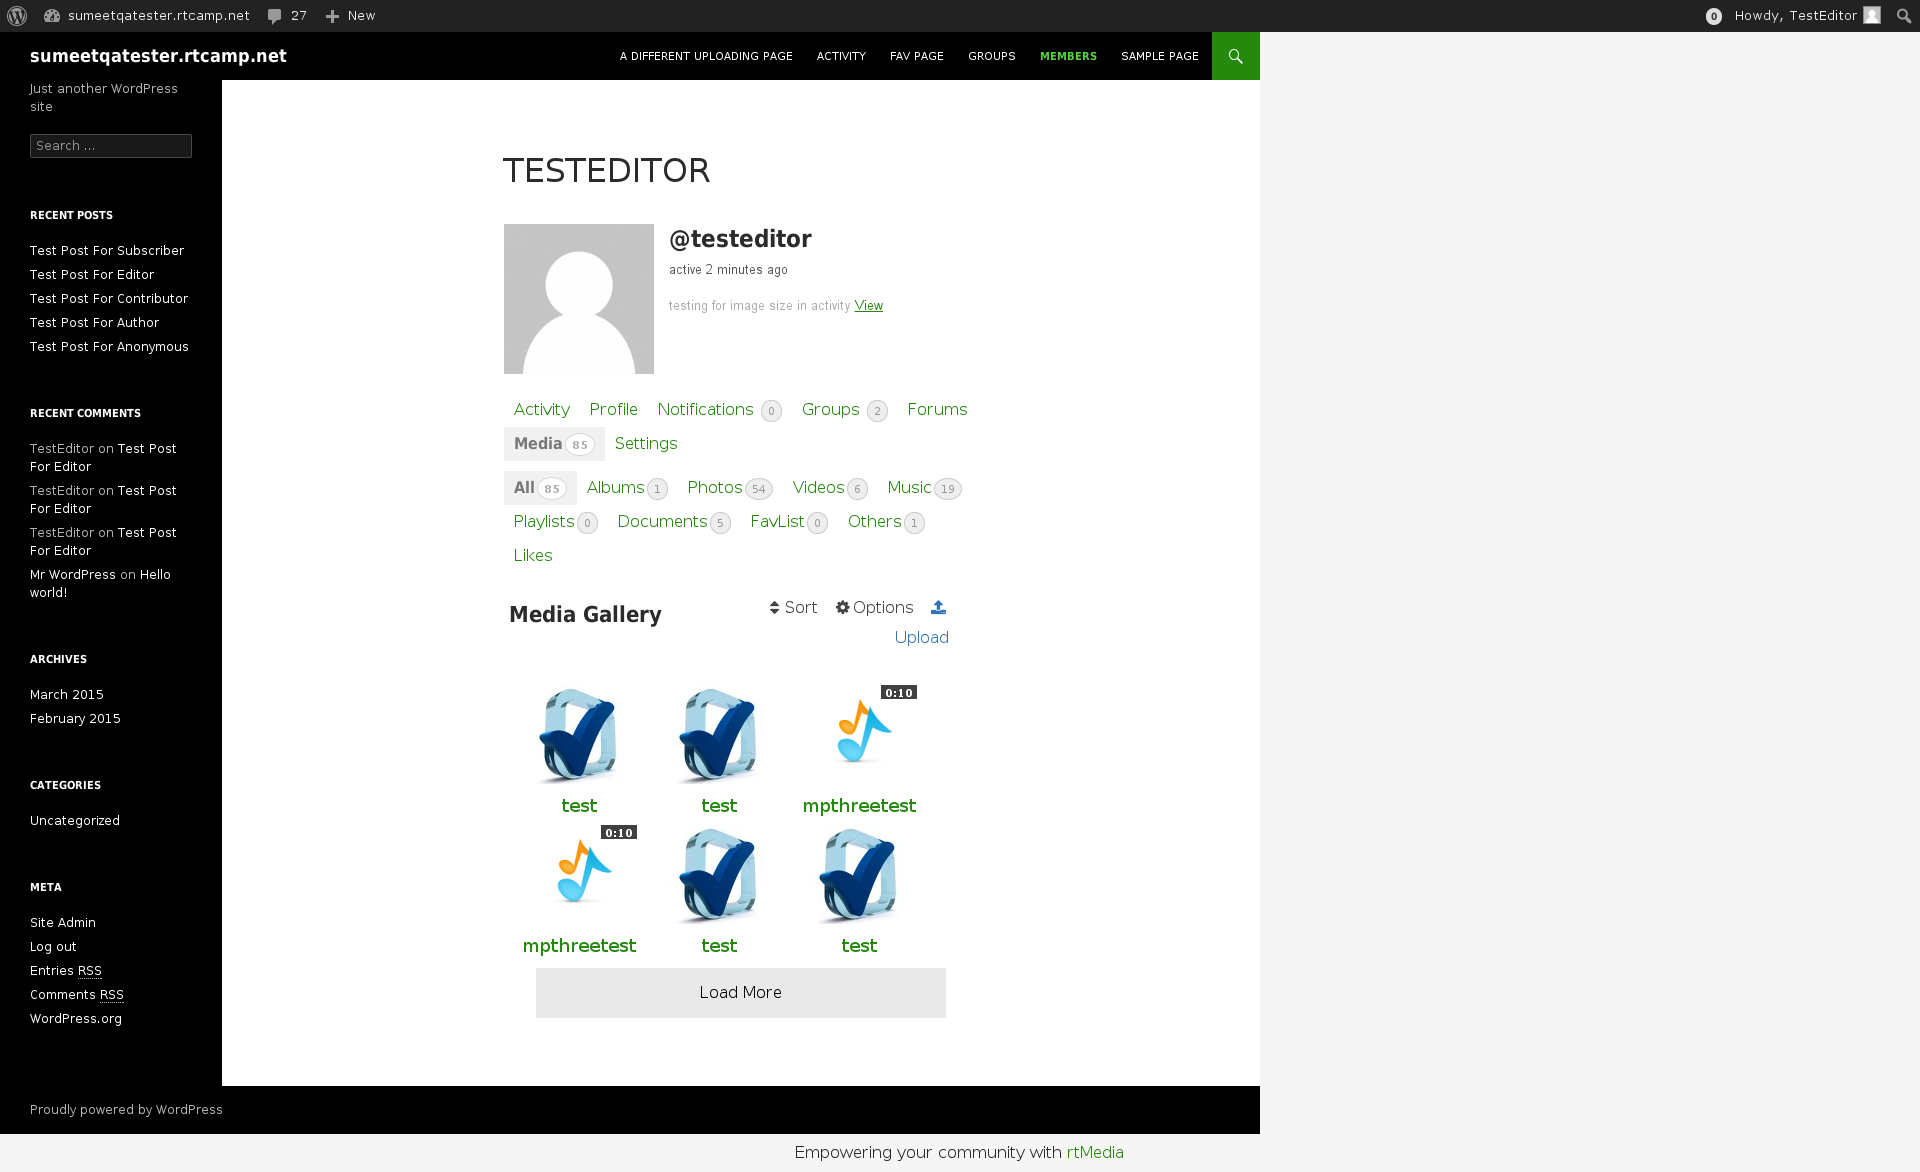 sumeetqatester.rtcamp.net 27 New 0 Howdy, TestEditor
sumeetqatester.rtcamp.net A DIFFERENT UPLOADING PAGE ACTIVITY FAV PAGE GROUPS MEMBERS SAMPLE PAGE
Just another WordPress
site
Search ...
RECENT POSTS
Test Post For Subscriber
Test Post For Editor
Test Post For Contributor
Test Post For Author
Test Post For Anonymous
RECENT COMMENTS
TestEditor on Test Post
For Editor
TestEditor on Test Post
For Editor
TestEditor on Test Post
For Editor
Mr WordPress on Hello
world!
ARCHIVES
March 2015
February 2015
CATEGORIES
Uncategorized
META
Site Admin
Log out
Entries RSS
Comments RSS
WordPress.org
TESTEDITOR
@testeditor
active 2 minutes ago
testing for image size in activity View
Activity Profile Notifications 0 Groups 2 Forums
Media 85 Settings
All 85 Albums 1 Photos 54 Videos 6 Music 19
Playlists 0 Documents 5 FavList 0 Others 1
Likes
Media Gallery Sort Options
Upload
0:10
test test mpthreetest
0:10
mpthreetest test test
Load More
Proudly powered by WordPress
Empowering your community with rtMedia